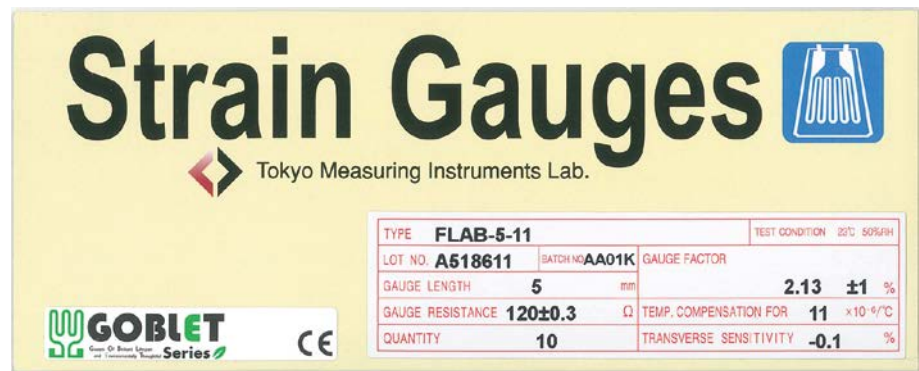 Strain Gauges
Tokyo Measuring Instruments Lab.
TYPE FLAB-5-11 TEST CONDITION 23℃ 50%RH
LOT NO. A518611 BATCH NO AA01K GAUGE FACTOR
GAUGE LENGTH 5 mm 2.13 ±1 %
GAUGE RESISTANCE 120±0.3 Ω TEMP. COMPENSATION FOR 11 ×10⁻⁶/℃
QUANTITY 10 TRANSVERSE SENSITIVITY -0.1 %
GOBLET
Series
CE